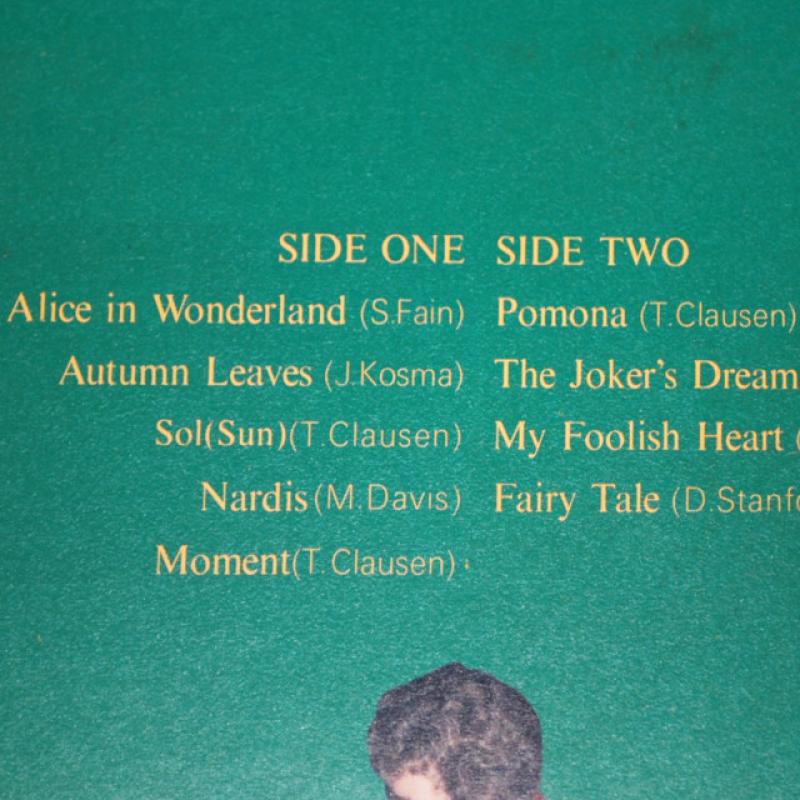 SIDE ONE
Alice in Wonderland (S.Fain)
Autumn Leaves (J.Kosma)
Sol(Sun)(T.Clausen)
Nardis(M.Davis)
Moment(T.Clausen)
SIDE TWO
Pomona (T.Clausen)
The Joker's Dream
My Foolish Heart (
Fairy Tale (D.Stanfo